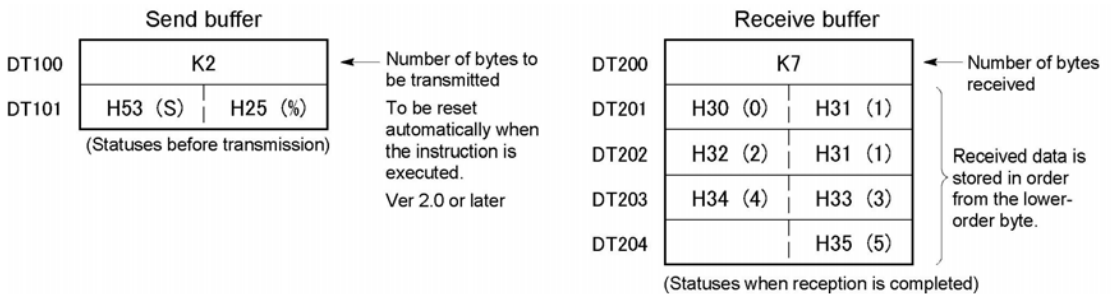 Send buffer
DT100 K2
DT101 H53 (S) H25 (%)
(Statuses before transmission)
Number of bytes to
be transmitted
To be reset
automatically when
the instruction is
executed.
Ver 2.0 or later
Receive buffer
DT200 K7
DT201 H30 (0) H31 (1)
DT202 H32 (2) H31 (1)
DT203 H34 (4) H33 (3)
DT204 H35 (5)
(Statuses when reception is completed)
Number of bytes
received
Received data is
stored in order
from the lower-
order byte.